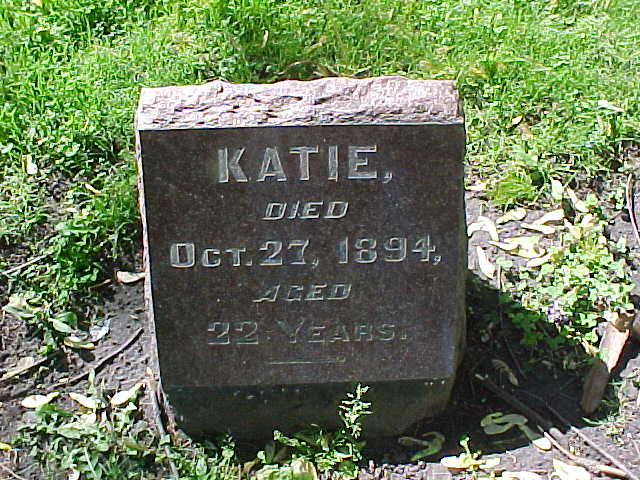 KATIE,
DIED
OCT. 27, 1894,
AGED
22 YEARS.